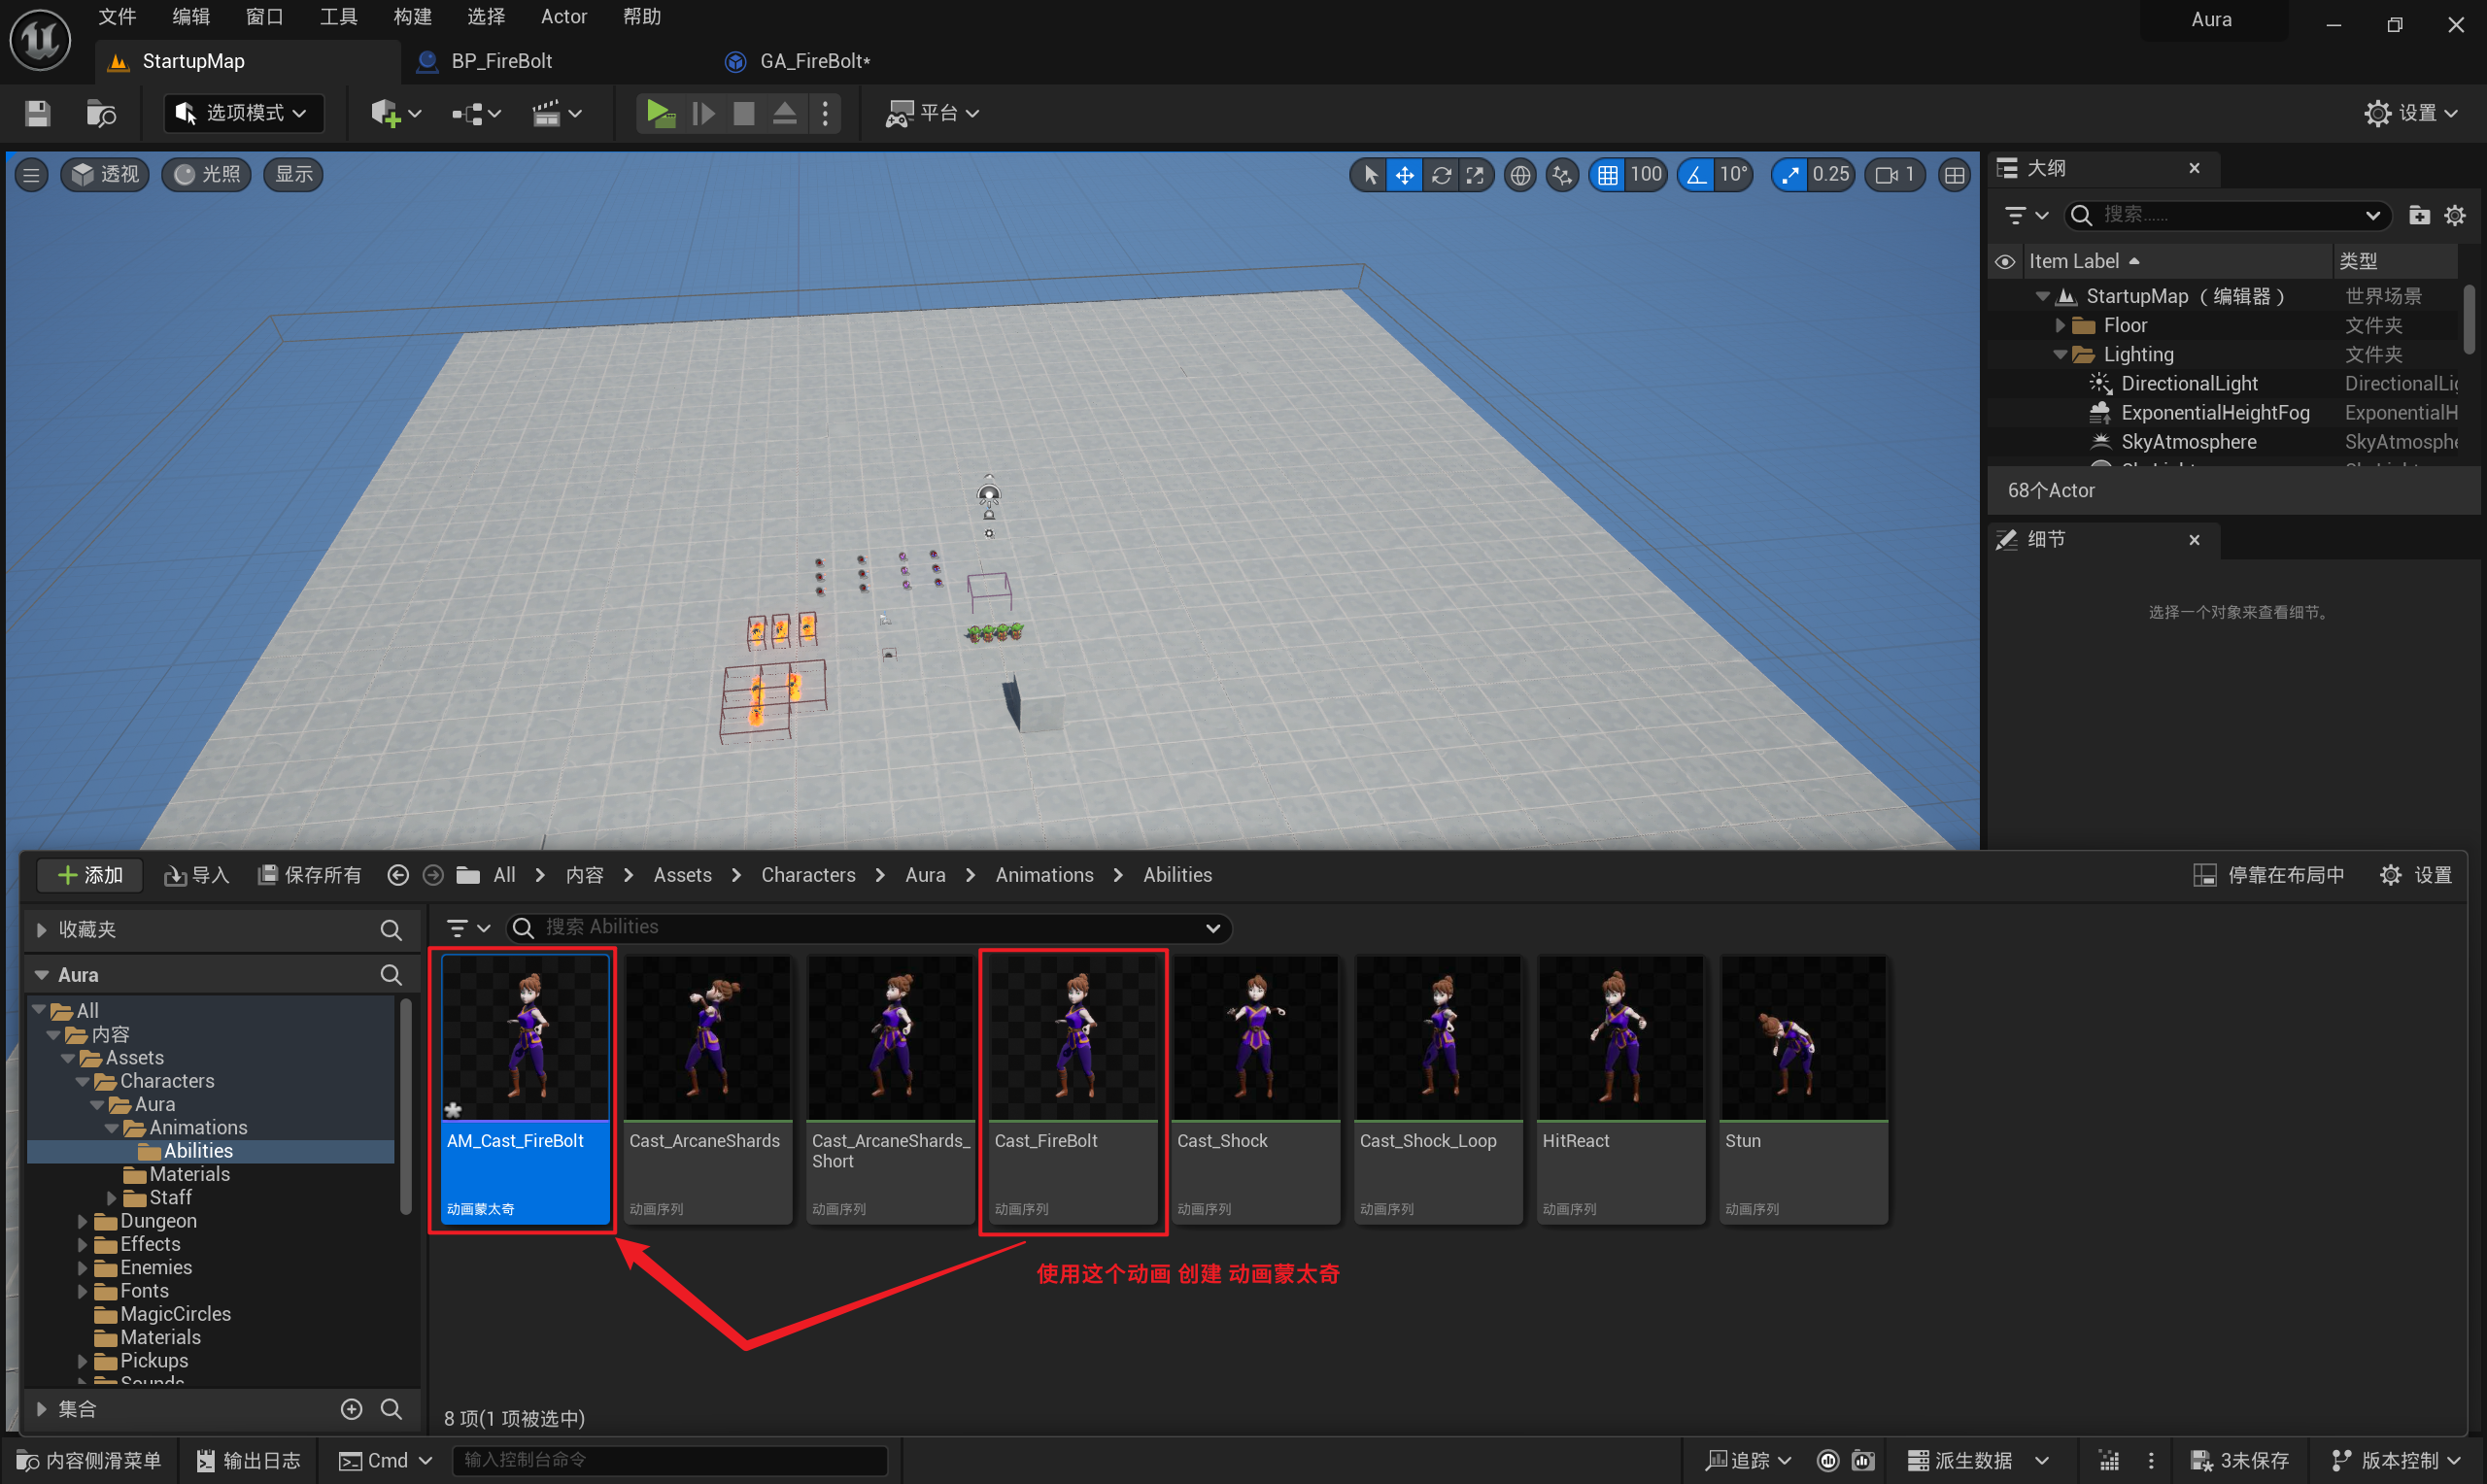 文件 编辑 窗口 工具 构建 选择 Actor 帮助
Aura
StartupMap BP_FireBolt GA_FireBolt*
选项模式 平台 设置
透视 光照 显示 100 10° 0.25 1
大纲
搜索......
Item Label 类型
StartupMap （编辑器） 世界场景
Floor 文件夹
Lighting 文件夹
DirectionalLight DirectionalLig
ExponentialHeightFog ExponentialH
SkyAtmosphere SkyAtmosphe
68个Actor
细节
选择一个对象来查看细节。
添加 导入 保存所有 All 内容 Assets Characters Aura Animations Abilities 停靠在布局中 设置
收藏夹
搜索 Abilities
Aura
All
内容
Assets
Characters
Aura
Animations
Abilities
Materials
Staff
Dungeon
Effects
Enemies
Fonts
MagicCircles
Materials
Pickups
Sounds
集合
AM_Cast_FireBolt
动画蒙太奇
Cast_ArcaneShards
动画序列
Cast_ArcaneShards_
Short
动画序列
Cast_FireBolt
动画序列
Cast_Shock
动画序列
Cast_Shock_Loop
动画序列
HitReact
动画序列
Stun
动画序列
使用这个动画 创建 动画蒙太奇
8 项(1 项被选中)
内容侧滑菜单 输出日志 Cmd 输入控制台命令 追踪 派生数据 3未保存 版本控制